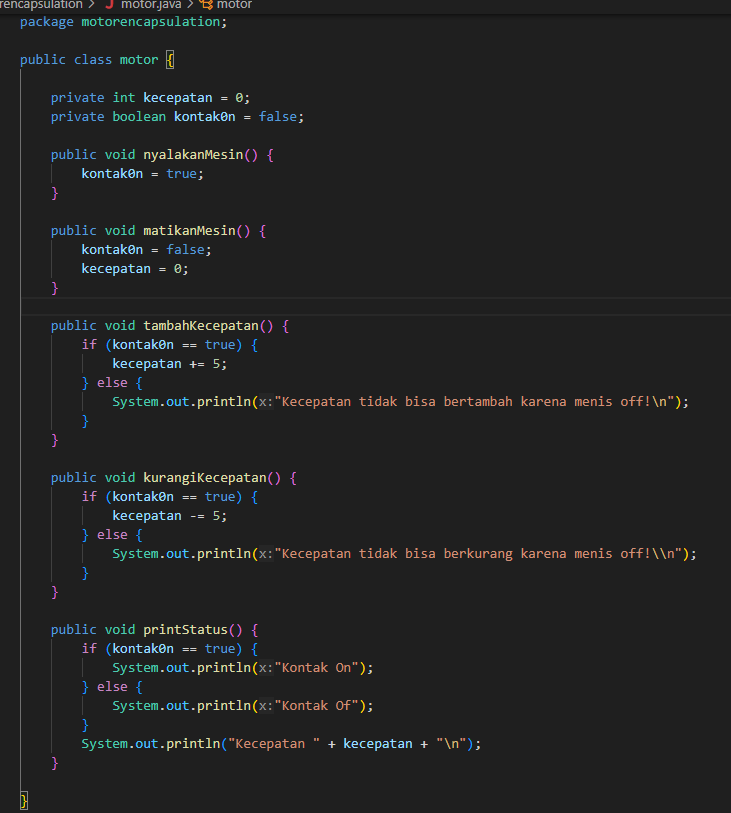 rencapsulation > J motor.java > motor
package motorencapsulation;
public class motor {
private int kecepatan = 0;
private boolean kontak0n = false;
public void nyalakanMesin() {
kontak0n = true;
}
public void matikanMesin() {
kontak0n = false;
kecepatan = 0;
}
public void tambahKecepatan() {
if (kontak0n == true) {
kecepatan += 5;
} else {
System.out.println(x:"Kecepatan tidak bisa bertambah karena menis off!\n");
}
}
public void kurangiKecepatan() {
if (kontak0n == true) {
kecepatan -= 5;
} else {
System.out.println(x:"Kecepatan tidak bisa berkurang karena menis off!\\n");
}
}
public void printStatus() {
if (kontak0n == true) {
System.out.println(x:"Kontak On");
} else {
System.out.println(x:"Kontak Of");
}
System.out.println("Kecepatan " + kecepatan + "\n");
}
}